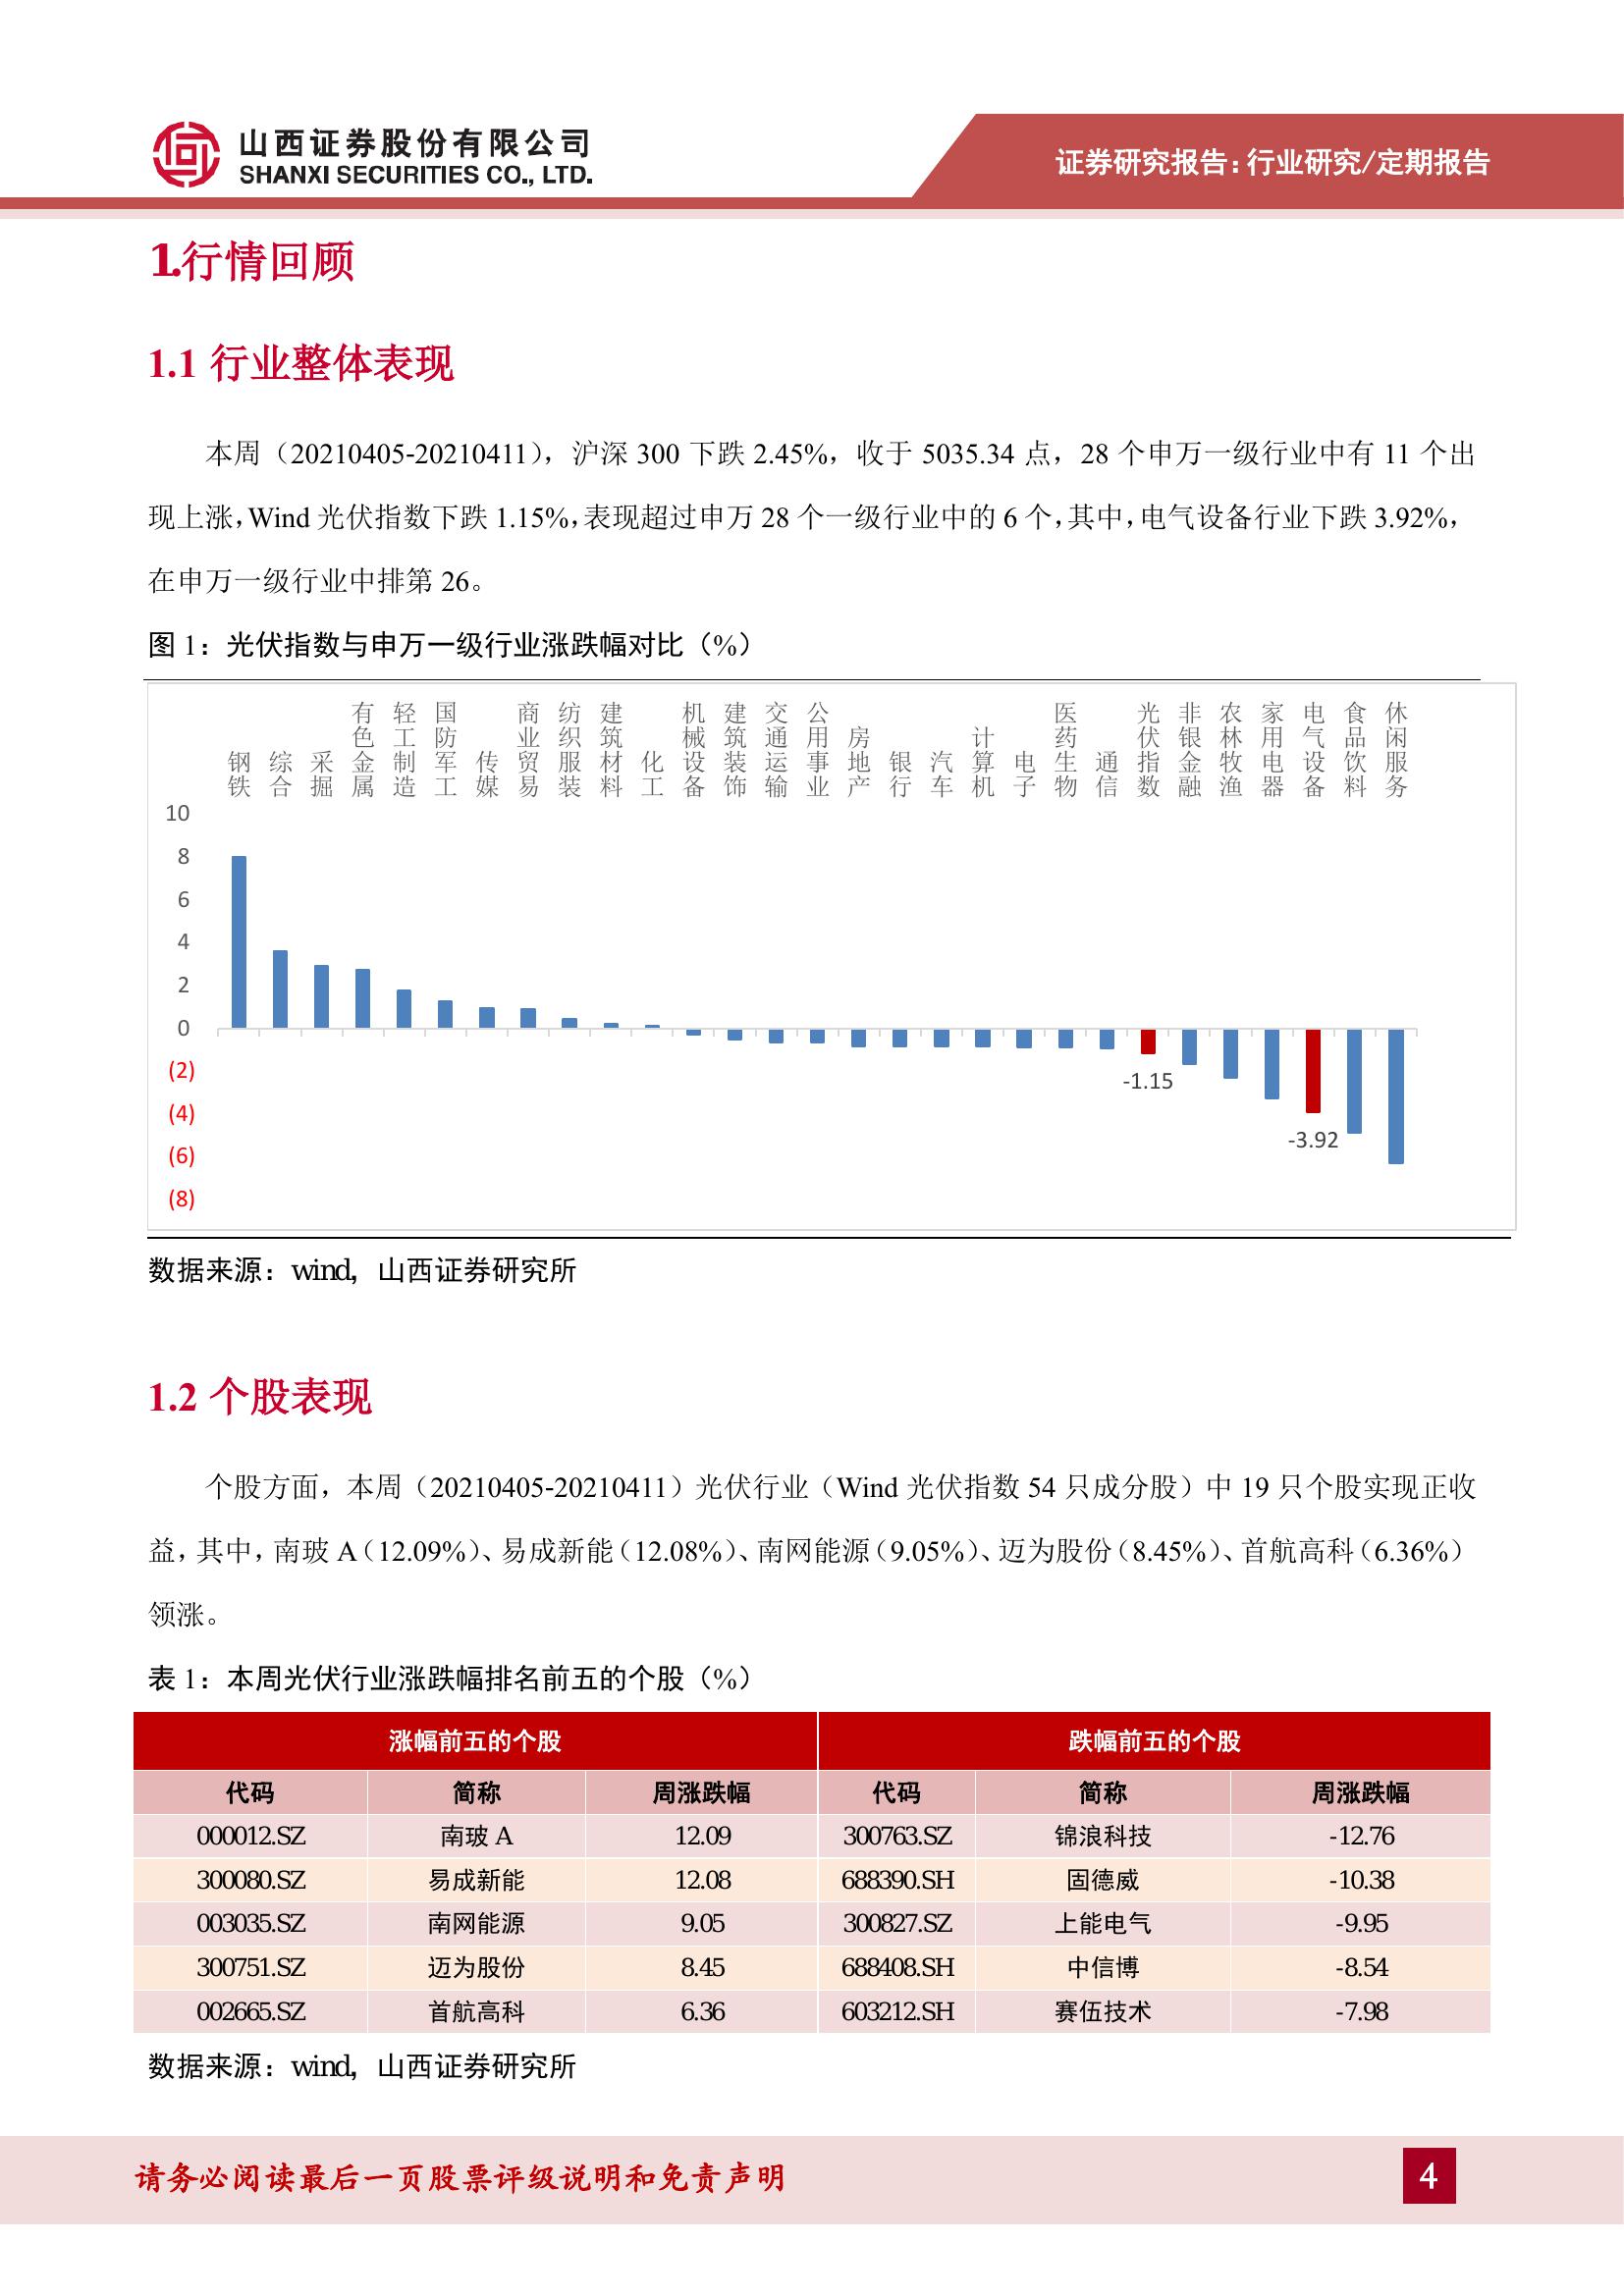 山西证券股份有限公司
SHANXI SECURITIES CO., LTD.
证券研究报告：行业研究/定期报告
1.行情回顾
1.1 行业整体表现
本周（20210405-20210411），沪深 300 下跌 2.45%，收于 5035.34 点，28 个申万一级行业中有 11 个出
现上涨，Wind 光伏指数下跌 1.15%，表现超过申万 28 个一级行业中的 6 个，其中，电气设备行业下跌 3.92%，
在申万一级行业中排第 26。
图 1：光伏指数与申万一级行业涨跌幅对比（%）
钢铁 综合 采掘 有色金属 轻工制造 国防军工 传媒 商业贸易 纺织服装 建筑材料 化工 机械设备 建筑装饰 交通运输 公用事业 房地产 银行 汽车 计算机 电子 医药生物 通信 光伏指数 非银金融 农林牧渔 家用电器 电气设备 食品饮料 休闲服务
10
8
6
4
2
0
(2)
(4)
(6)
(8)
-1.15
-3.92
数据来源：wind，山西证券研究所
1.2 个股表现
个股方面，本周（20210405-20210411）光伏行业（Wind 光伏指数 54 只成分股）中 19 只个股实现正收
益，其中，南玻 A（12.09%）、易成新能（12.08%）、南网能源（9.05%）、迈为股份（8.45%）、首航高科（6.36%）
领涨。
表 1：本周光伏行业涨跌幅排名前五的个股（%）
涨幅前五的个股 跌幅前五的个股
代码 简称 周涨跌幅 代码 简称 周涨跌幅
000012.SZ 南玻 A 12.09 300763.SZ 锦浪科技 -12.76
300080.SZ 易成新能 12.08 688390.SH 固德威 -10.38
003035.SZ 南网能源 9.05 300827.SZ 上能电气 -9.95
300751.SZ 迈为股份 8.45 688408.SH 中信博 -8.54
002665.SZ 首航高科 6.36 603212.SH 赛伍技术 -7.98
数据来源：wind，山西证券研究所
请务必阅读最后一页股票评级说明和免责声明
4